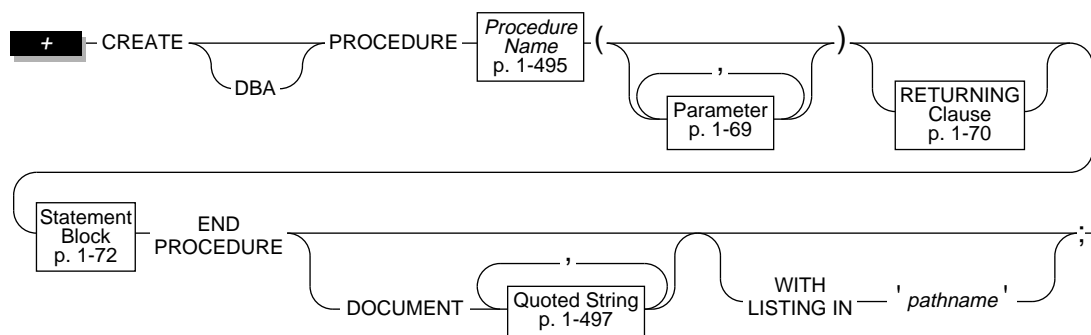 + CREATE DBA PROCEDURE Procedure Name p. 1-495 ( , Parameter p. 1-69 ) RETURNING Clause p. 1-70
Statement Block p. 1-72 END PROCEDURE DOCUMENT , Quoted String p. 1-497 WITH LISTING IN ' pathname ' ;